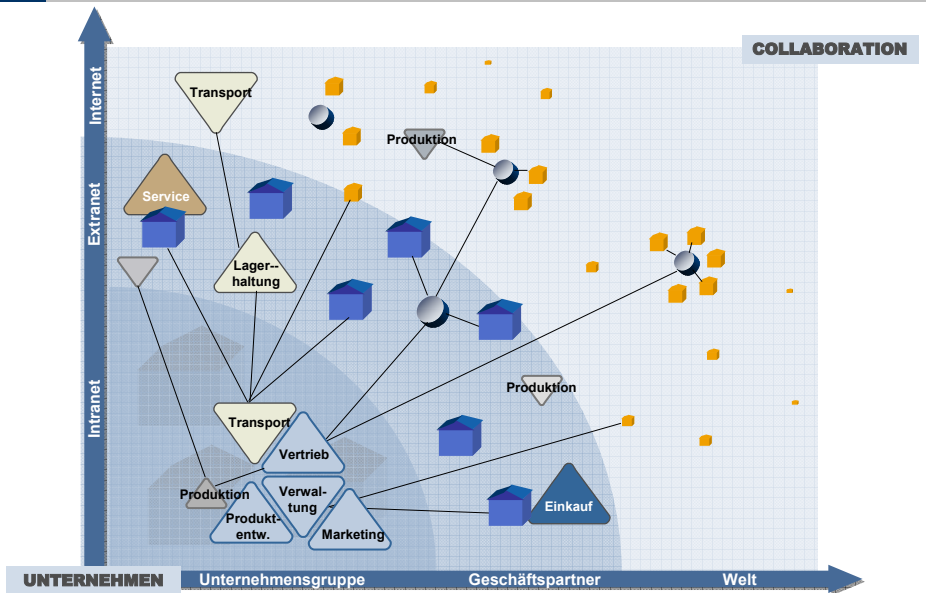 COLLABORATION
Internet
Transport
Produktion
Extranet
Service
Lager--
haltung
Intranet
Produktion
Transport
Vertrieb
Produktion
Verwal-
tung
Produkt-
entw.
Marketing
Einkauf
UNTERNEHMEN
Unternehmensgruppe
Geschäftspartner
Welt